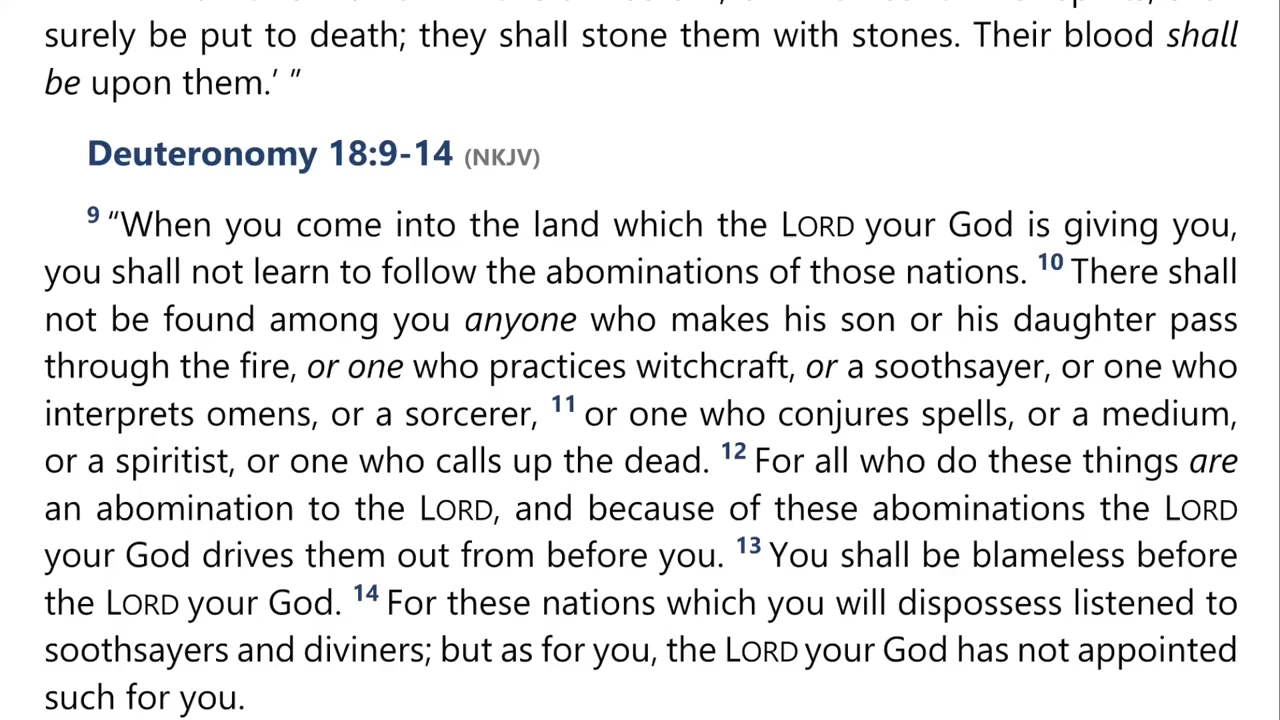 surely be put to death; they shall stone them with stones. Their blood shall
be upon them.’ ”
Deuteronomy 18:9-14 (NKJV)
9 “When you come into the land which the LORD your God is giving you,
you shall not learn to follow the abominations of those nations. 10 There shall
not be found among you anyone who makes his son or his daughter pass
through the fire, or one who practices witchcraft, or a soothsayer, or one who
interprets omens, or a sorcerer, 11 or one who conjures spells, or a medium,
or a spiritist, or one who calls up the dead. 12 For all who do these things are
an abomination to the LORD, and because of these abominations the LORD
your God drives them out from before you. 13 You shall be blameless before
the LORD your God. 14 For these nations which you will dispossess listened to
soothsayers and diviners; but as for you, the LORD your God has not appointed
such for you.